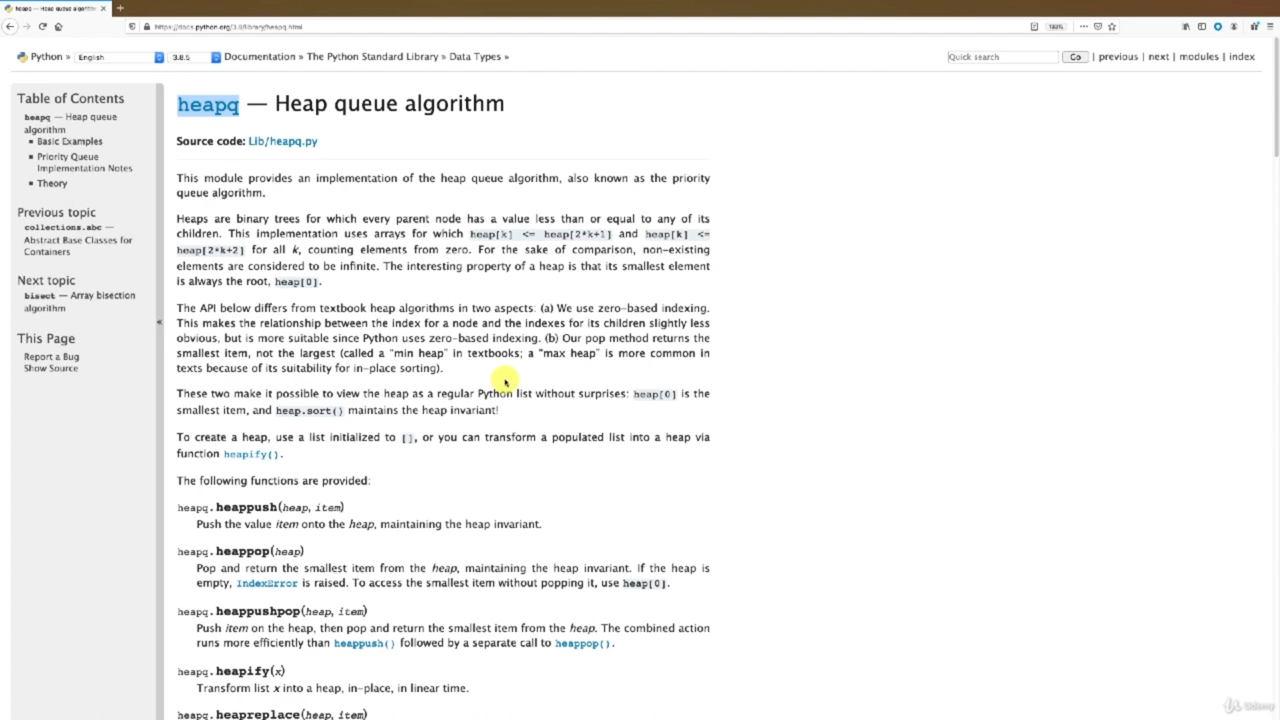 heapq — Heap queue algorithm
https://docs.python.org/3.8/library/heapq.html
133%
Python » English 3.8.5 Documentation » The Python Standard Library » Data Types »
Quick search Go | previous | next | modules | index
Table of Contents
heapq — Heap queue
algorithm
Basic Examples
Priority Queue
Implementation Notes
Theory
Previous topic
collections.abc —
Abstract Base Classes for
Containers
Next topic
bisect — Array bisection
algorithm
This Page
Report a Bug
Show Source
«
heapq — Heap queue algorithm
Source code: Lib/heapq.py
This module provides an implementation of the heap queue algorithm, also known as the priority
queue algorithm.
Heaps are binary trees for which every parent node has a value less than or equal to any of its
children. This implementation uses arrays for which heap[k] <= heap[2*k+1] and heap[k] <=
heap[2*k+2] for all k, counting elements from zero. For the sake of comparison, non-existing
elements are considered to be infinite. The interesting property of a heap is that its smallest element
is always the root, heap[0].
The API below differs from textbook heap algorithms in two aspects: (a) We use zero-based indexing.
This makes the relationship between the index for a node and the indexes for its children slightly less
obvious, but is more suitable since Python uses zero-based indexing. (b) Our pop method returns the
smallest item, not the largest (called a "min heap" in textbooks; a "max heap" is more common in
texts because of its suitability for in-place sorting).
These two make it possible to view the heap as a regular Python list without surprises: heap[0] is the
smallest item, and heap.sort() maintains the heap invariant!
To create a heap, use a list initialized to [], or you can transform a populated list into a heap via
function heapify().
The following functions are provided:
heapq.heappush(heap, item)
Push the value item onto the heap, maintaining the heap invariant.
heapq.heappop(heap)
Pop and return the smallest item from the heap, maintaining the heap invariant. If the heap is
empty, IndexError is raised. To access the smallest item without popping it, use heap[0].
heapq.heappushpop(heap, item)
Push item on the heap, then pop and return the smallest item from the heap. The combined action
runs more efficiently than heappush() followed by a separate call to heappop().
heapq.heapify(x)
Transform list x into a heap, in-place, in linear time.
heapq.heapreplace(heap, item)
Udemy